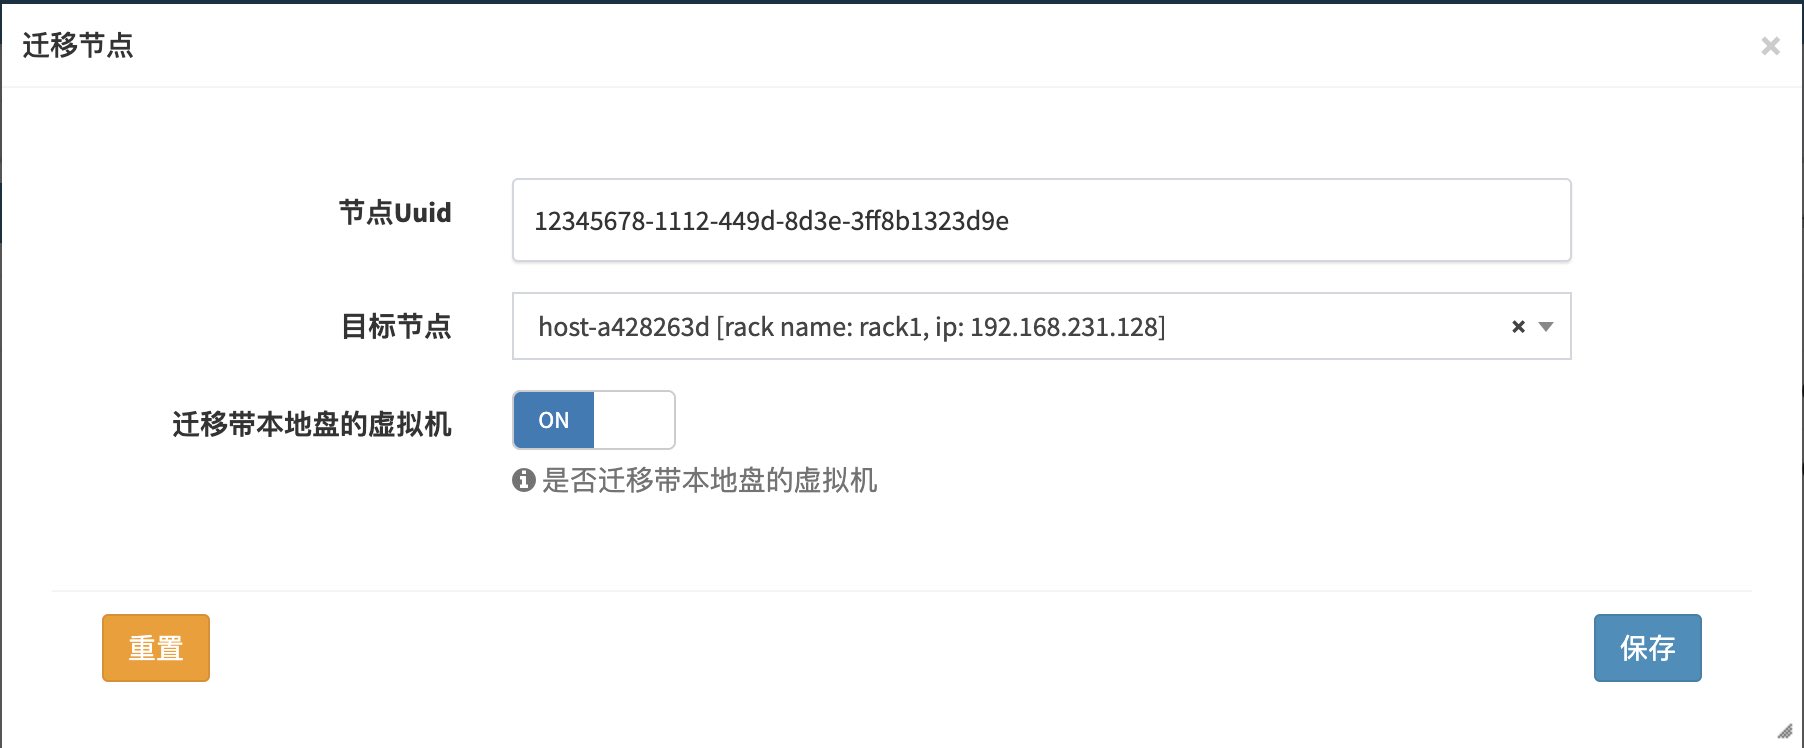 迁移节点
节点Uuid
12345678-1112-449d-8d3e-3ff8b1323d9e
目标节点
host-a428263d [rack name: rack1, ip: 192.168.231.128]
迁移带本地盘的虚拟机
ON
是否迁移带本地盘的虚拟机
重置
保存